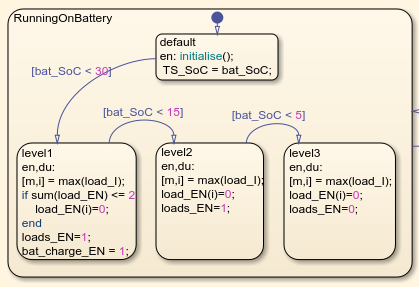 RunningOnBattery
default
en: initialise();
TS_SoC = bat_SoC;
[bat_SoC < 30]
[bat_SoC < 15]
[bat_SoC < 5]
level1
en,du:
[m,i] = max(load_I);
if sum(load_EN) <= 2
load_EN(i)=0;
end
loads_EN=1;
bat_charge_EN = 1;
level2
en,du:
[m,i] = max(load_I);
load_EN(i)=0;
loads_EN=1;
level3
en,du:
[m,i] = max(load_I);
load_EN(i)=0;
loads_EN=0;